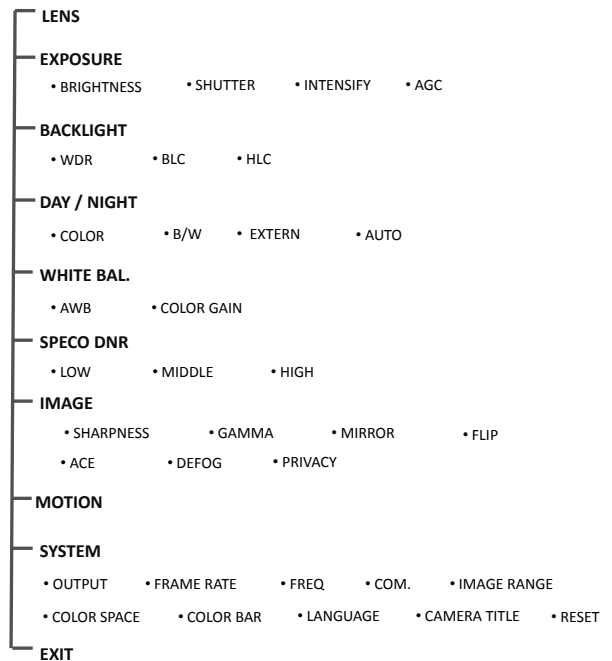 LENS
EXPOSURE
• BRIGHTNESS • SHUTTER • INTENSIFY • AGC
BACKLIGHT
• WDR • BLC • HLC
DAY / NIGHT
• COLOR • B/W • EXTERN • AUTO
WHITE BAL.
• AWB • COLOR GAIN
SPECO DNR
• LOW • MIDDLE • HIGH
IMAGE
• SHARPNESS • GAMMA • MIRROR • FLIP
• ACE • DEFOG • PRIVACY
MOTION
SYSTEM
• OUTPUT • FRAME RATE • FREQ • COM. • IMAGE RANGE
• COLOR SPACE • COLOR BAR • LANGUAGE • CAMERA TITLE • RESET
EXIT